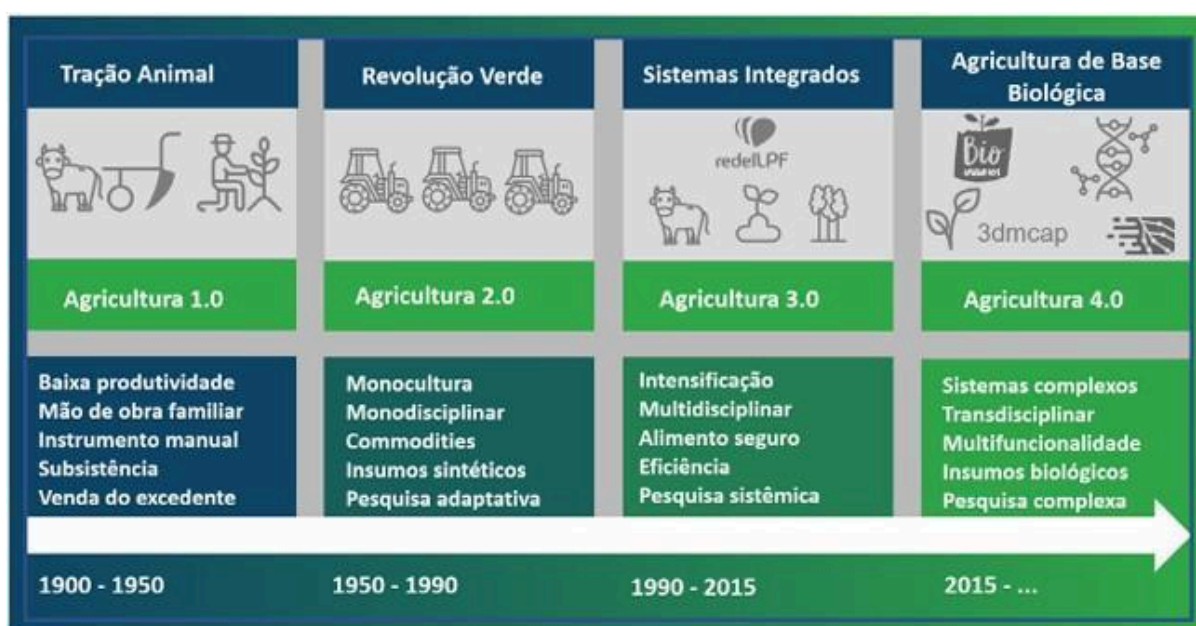 Tração Animal
Revolução Verde
Sistemas Integrados
Agricultura de Base
Biológica
redeILPF
Bio
3dmcap
Agricultura 1.0
Agricultura 2.0
Agricultura 3.0
Agricultura 4.0
Baixa produtividade
Mão de obra familiar
Instrumento manual
Subsistência
Venda do excedente
Monocultura
Monodisciplinar
Commodities
Insumos sintéticos
Pesquisa adaptativa
Intensificação
Multidisciplinar
Alimento seguro
Eficiência
Pesquisa sistêmica
Sistemas complexos
Transdisciplinar
Multifuncionalidade
Insumos biológicos
Pesquisa complexa
1900 - 1950
1950 - 1990
1990 - 2015
2015 - ...